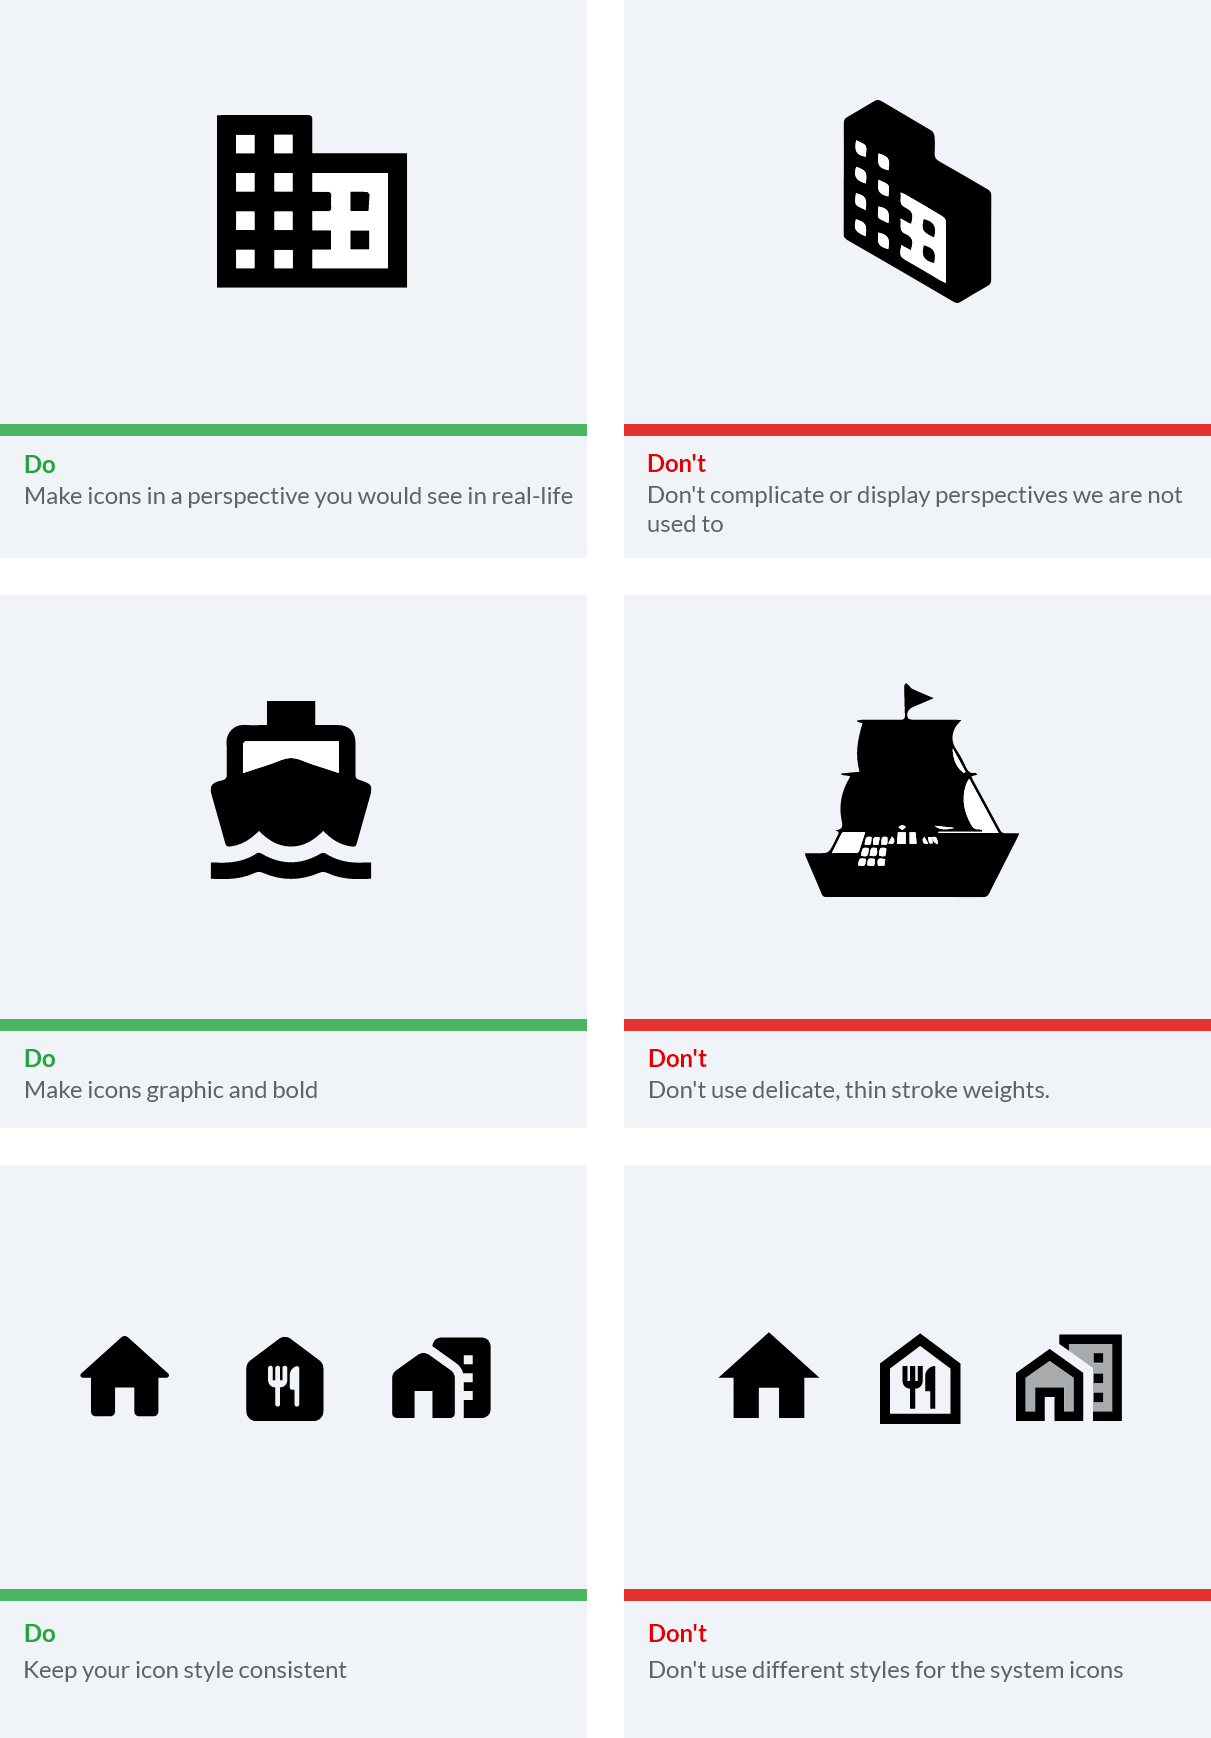 Do
Make icons in a perspective you would see in real-life
Don't
Don't complicate or display perspectives we are not
used to
Do
Make icons graphic and bold
Don't
Don't use delicate, thin stroke weights.
Do
Keep your icon style consistent
Don't
Don't use different styles for the system icons